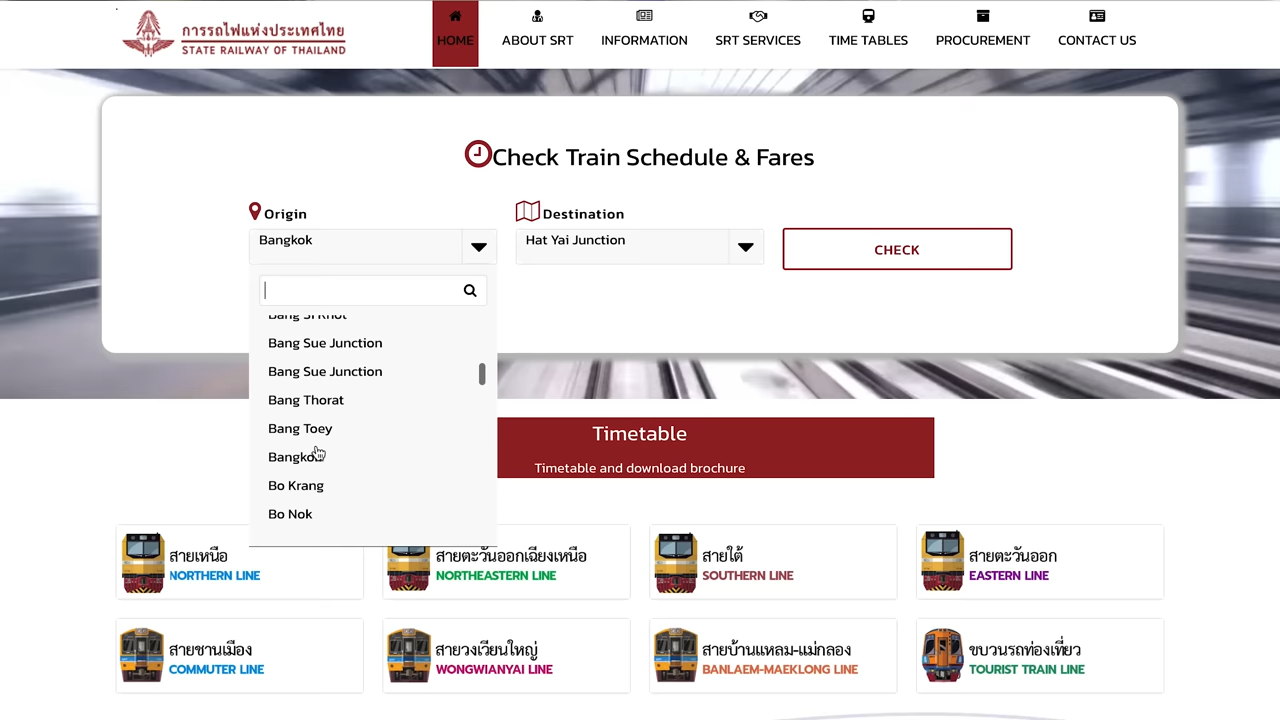 การรถไฟแห่งประเทศไทย
STATE RAILWAY OF THAILAND
HOME
ABOUT SRT
INFORMATION
SRT SERVICES
TIME TABLES
PROCUREMENT
CONTACT US
Check Train Schedule & Fares
Origin
Destination
Bangkok
Hat Yai Junction
CHECK
Bang Sue Junction
Bang Sue Junction
Bang Thorat
Bang Toey
Bo Krang
Bo Nok
Timetable
Timetable and download brochure
สายเหนือ
NORTHERN LINE
สายตะวันออกเฉียงเหนือ
NORTHEASTERN LINE
สายใต้
SOUTHERN LINE
สายตะวันออก
EASTERN LINE
สายชานเมือง
COMMUTER LINE
สายวงเวียนใหญ่
WONGWIANYAI LINE
สายบ้านแหลม-แม่กลอง
BANLAEM-MAEKLONG LINE
ขบวนรถท่องเที่ยว
TOURIST TRAIN LINE